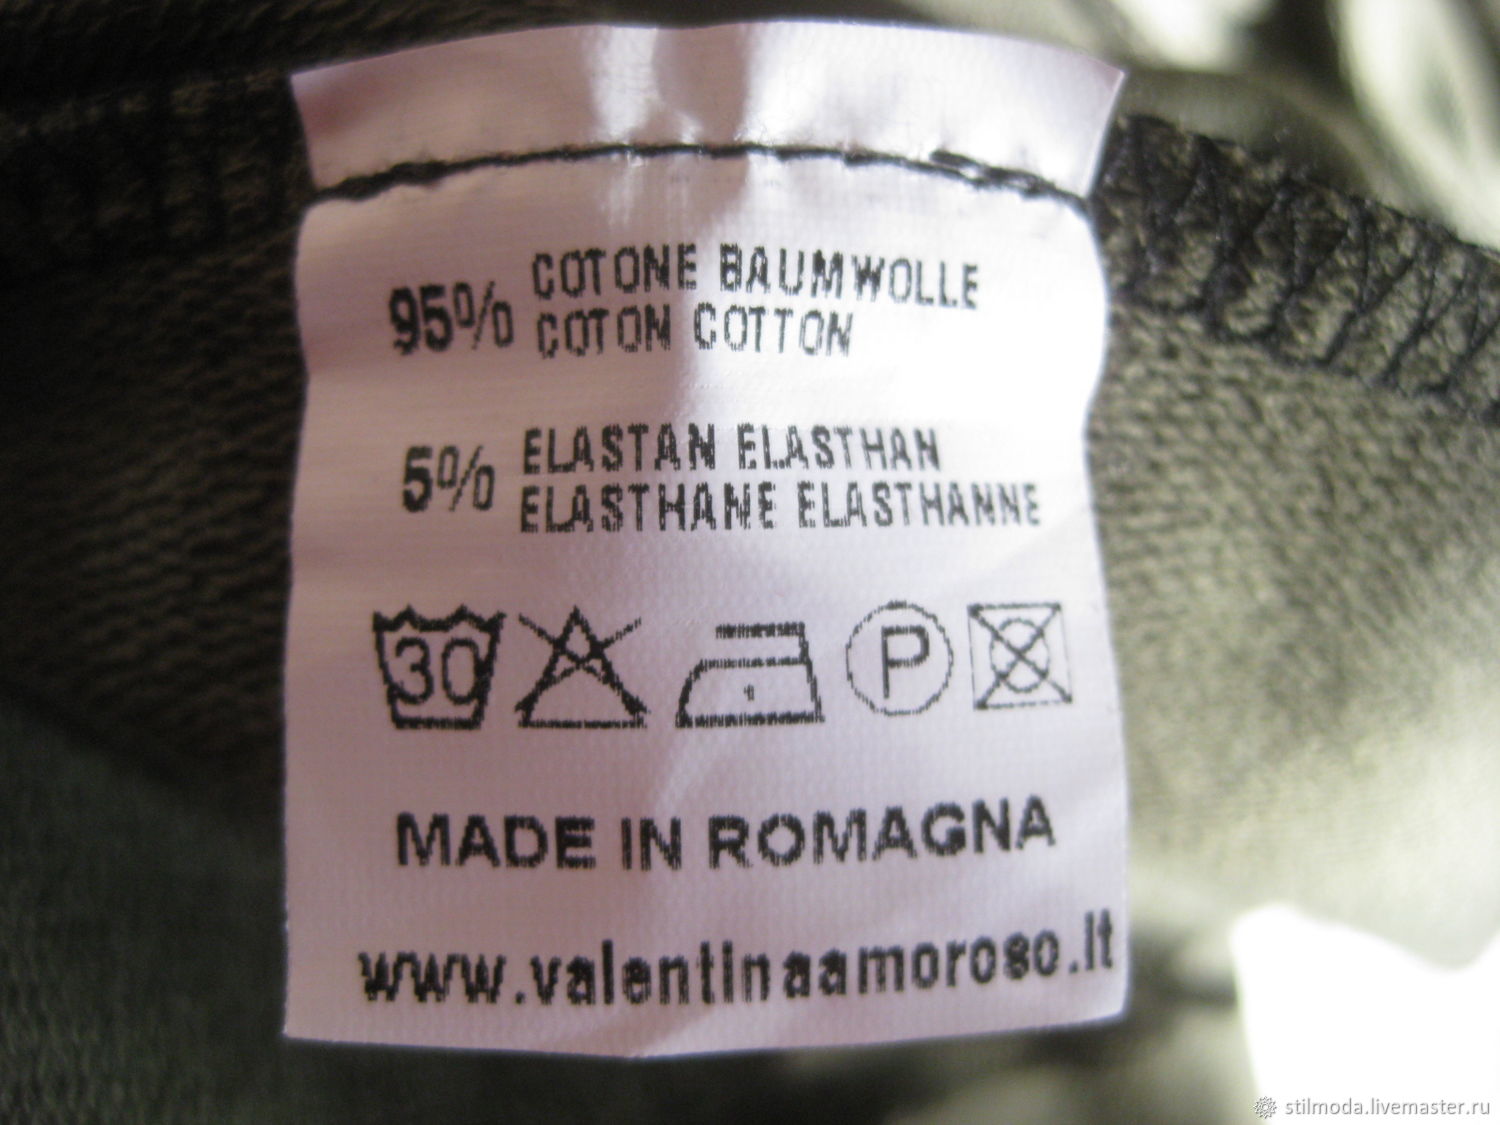 95% COTONE BAUMWOLLE
COTON COTTON
5% ELASTAN ELASTHAN
ELASTHANE ELASTHANNE
30
P
MADE IN ROMAGNA
www.valentinaamoroso.it
stilmoda.livemaster.ru